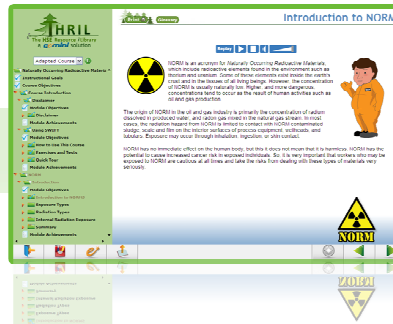 THRIL
The HSE Resource /Library
a gemini solution
Print
Glossary
Introduction to NORM
Adapted Course
Replay
Naturally Occurring Radioactive Materia
Instructional Goals
Course Objectives
Course Introduction
Disclaimer
Module Objectives
Disclaimer
Module Achievements
Using SWIFT
Module Objectives
How to Use The Course
Exercises and Tests
Quick Tour
Module Achievements
NORM
Introduction
Module Objectives
Introduction to NORM
Exposure Types
Radiation Types
Internal Radiation Exposure
Summary
Module Achievements
NORM is an acronym for Naturally Occurring Radioactive Materials,
which include radioactive elements found in the environment such as
thorium and uranium. Some of these elements exist inside the earth's
crust and in the tissues of all living beings. However, the concentration
of NORM is usually naturally low. Higher, and more dangerous,
concentrations tend to occur as the result of human activities such as
oil and gas production.
The origin of NORM in the oil and gas industry is primarily the concentration of radium
dissolved in produced water, and radon gas mixed in the natural gas stream. In most
cases, the radiation hazard from NORM is limited to contact with NORM contaminated
sludge, scale and film on the interior surfaces of process equipment, wellheads, and
tubulars. Exposure may occur through inhalation, ingestion, or skin contact.
NORM has no immediate effect on the human body, but this it does not mean that it is harmless. NORM has the
potential to cause increased cancer risk in exposed individuals. So, it is very important that workers who may be
exposed to NORM are cautious at all times and take the risks from dealing with these types of materials very
seriously.
NORM